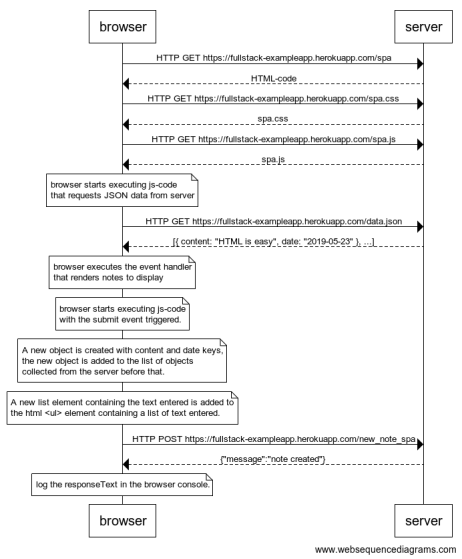 browser
server
HTTP GET https://fullstack-exampleapp.herokuapp.com/spa
HTML-code
HTTP GET https://fullstack-exampleapp.herokuapp.com/spa.css
spa.css
HTTP GET https://fullstack-exampleapp.herokuapp.com/spa.js
spa.js
browser starts executing js-code
that requests JSON data from server
HTTP GET https://fullstack-exampleapp.herokuapp.com/data.json
[{ content: "HTML is easy", date: "2019-05-23" }, ...]
browser executes the event handler
that renders notes to display
browser starts executing js-code
with the submit event triggered.
A new object is created with content and date keys,
the new object is added to the list of objects
collected from the server before that.
A new list element containing the text entered is added to
the html <ul> element containing a list of text entered.
HTTP POST https://fullstack-exampleapp.herokuapp.com/new_note_spa
{"message":"note created"}
log the responseText in the browser console.
browser
server
www.websequencediagrams.com